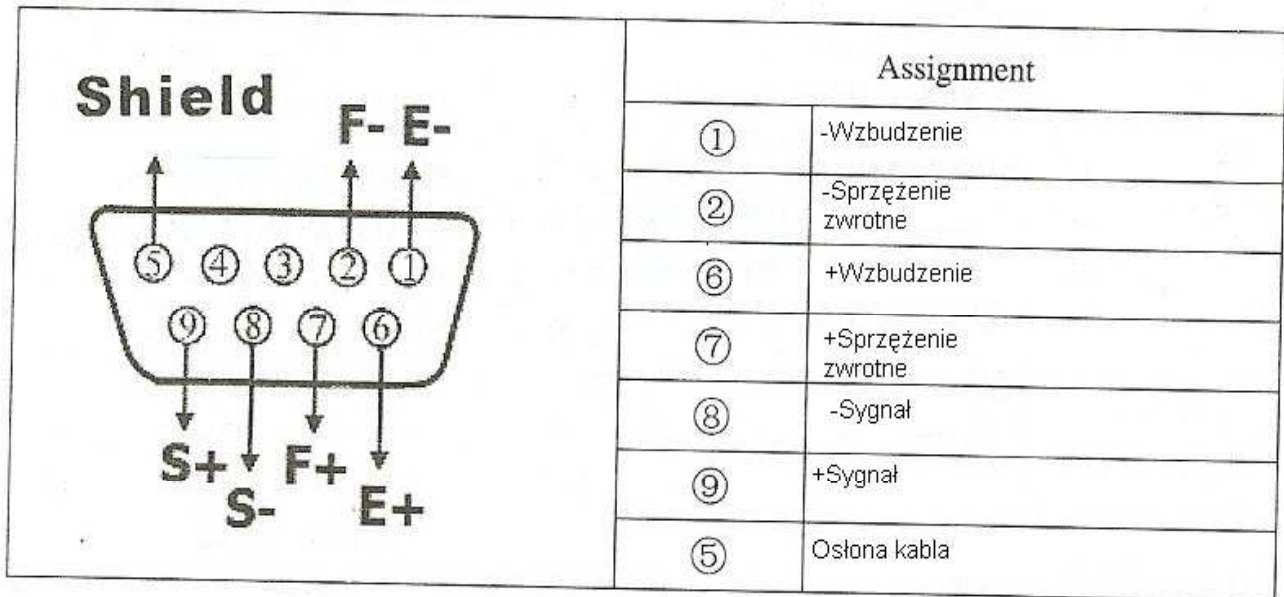 Shield
F- E-
⑤ ④ ③ ② ①
⑨ ⑧ ⑦ ⑥
S+ F+
S- E+
Assignment
① -Wzbudzenie
② -Sprzężenie
zwrotne
⑥ +Wzbudzenie
⑦ +Sprzężenie
zwrotne
⑧ -Sygnał
⑨ +Sygnał
⑤ Osłona kabla